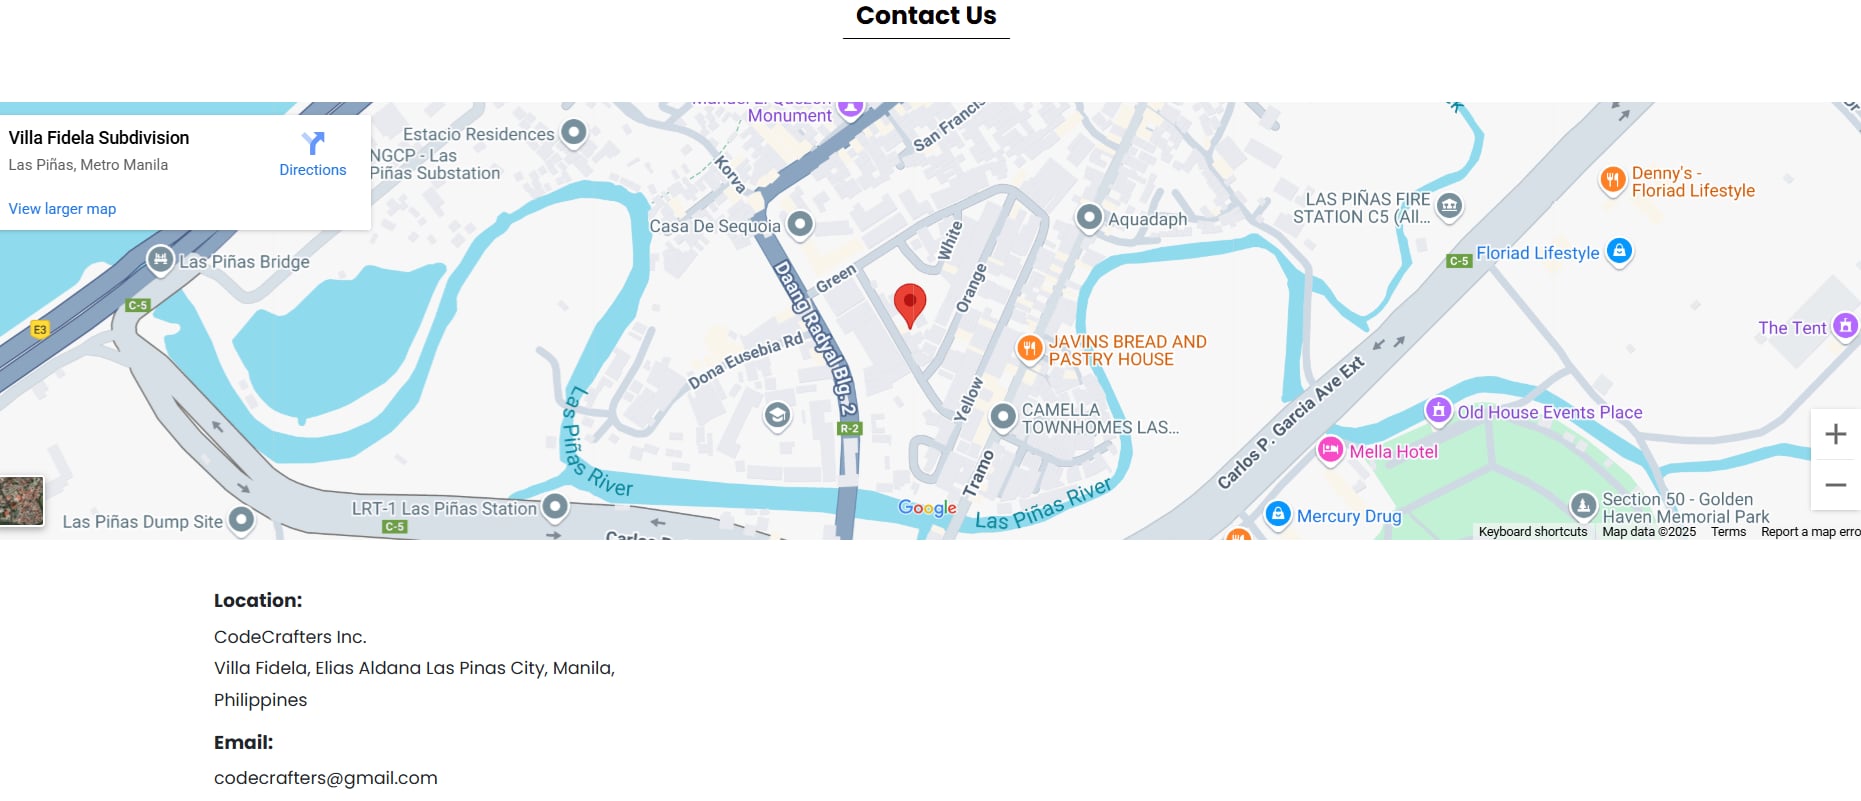 Contact Us
Villa Fidela Subdivision
Las Piñas, Metro Manila
Directions
View larger map
Monument
Estacio Residences
NGCP - Las
Piñas Substation
Korva
San Francisco
Casa De Sequoia
Aquadaph
LAS PIÑAS FIRE
STATION C5 (All...
Denny's -
Floriad Lifestyle
Floriad Lifestyle
C-5
Las Piñas Bridge
C-5
E3
Green
White
Orange
Daang Radyal Blg. 2
Dona Eusebia Rd
JAVINS BREAD AND
PASTRY HOUSE
The Tent
Yellow
CAMELLA
TOWNHOMES LAS...
R-2
Carlos P. Garcia Ave Ext
Old House Events Place
Mella Hotel
Las Piñas River
Tramo
Las Piñas River
Google
LRT-1 Las Piñas Station
C-5
Las Piñas Dump Site
Mercury Drug
Section 50 - Golden
Haven Memorial Park
Keyboard shortcuts
Map data ©2025
Terms
Report a map erro
Location:
CodeCrafters Inc.
Villa Fidela, Elias Aldana Las Pinas City, Manila,
Philippines
Email:
codecrafters@gmail.com